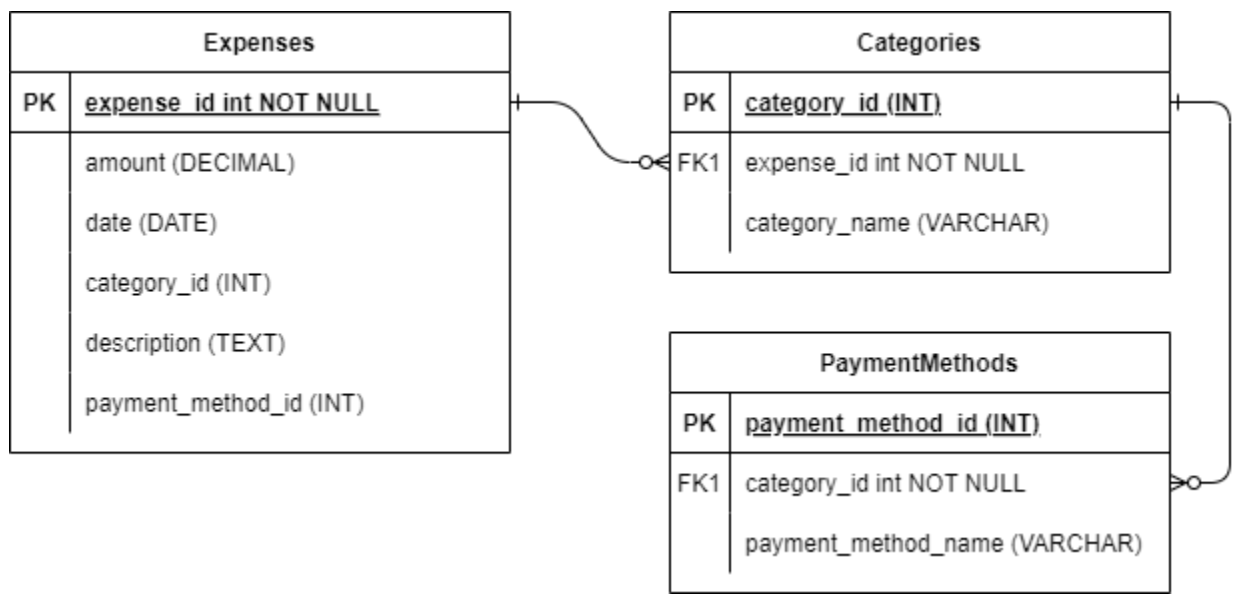 Expenses
PK expense_id int NOT NULL
amount (DECIMAL)
date (DATE)
category_id (INT)
description (TEXT)
payment_method_id (INT)
Categories
PK category_id (INT)
FK1 expense_id int NOT NULL
category_name (VARCHAR)
PaymentMethods
PK payment_method_id (INT)
FK1 category_id int NOT NULL
payment_method_name (VARCHAR)